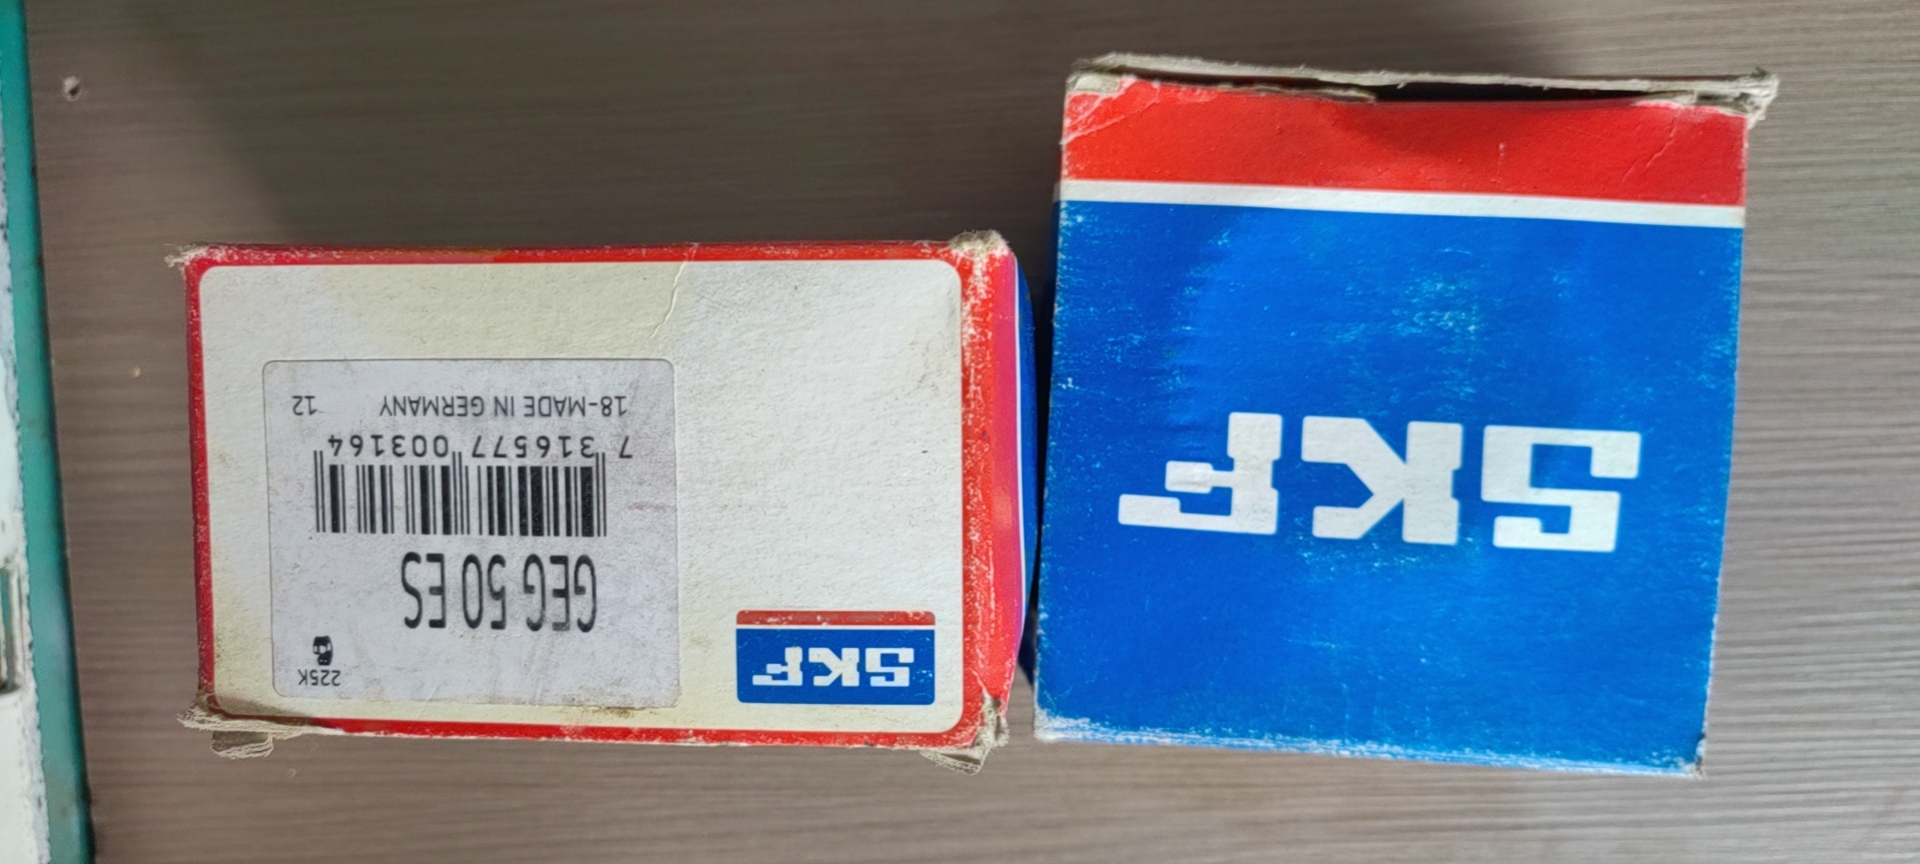 225K
GEG 50 ES
7 316577 003164
18-MADE IN GERMANY 12
SKF
SKF